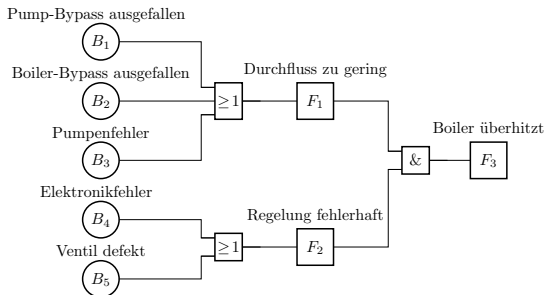 Pump-Bypass ausgefallen
B₁
Boiler-Bypass ausgefallen
B₂
Pumpenfehler
B₃
≥1
Durchfluss zu gering
F₁
Elektronikfehler
B₄
Ventil defekt
B₅
≥1
Regelung fehlerhaft
F₂
&
Boiler überhitzt
F₃